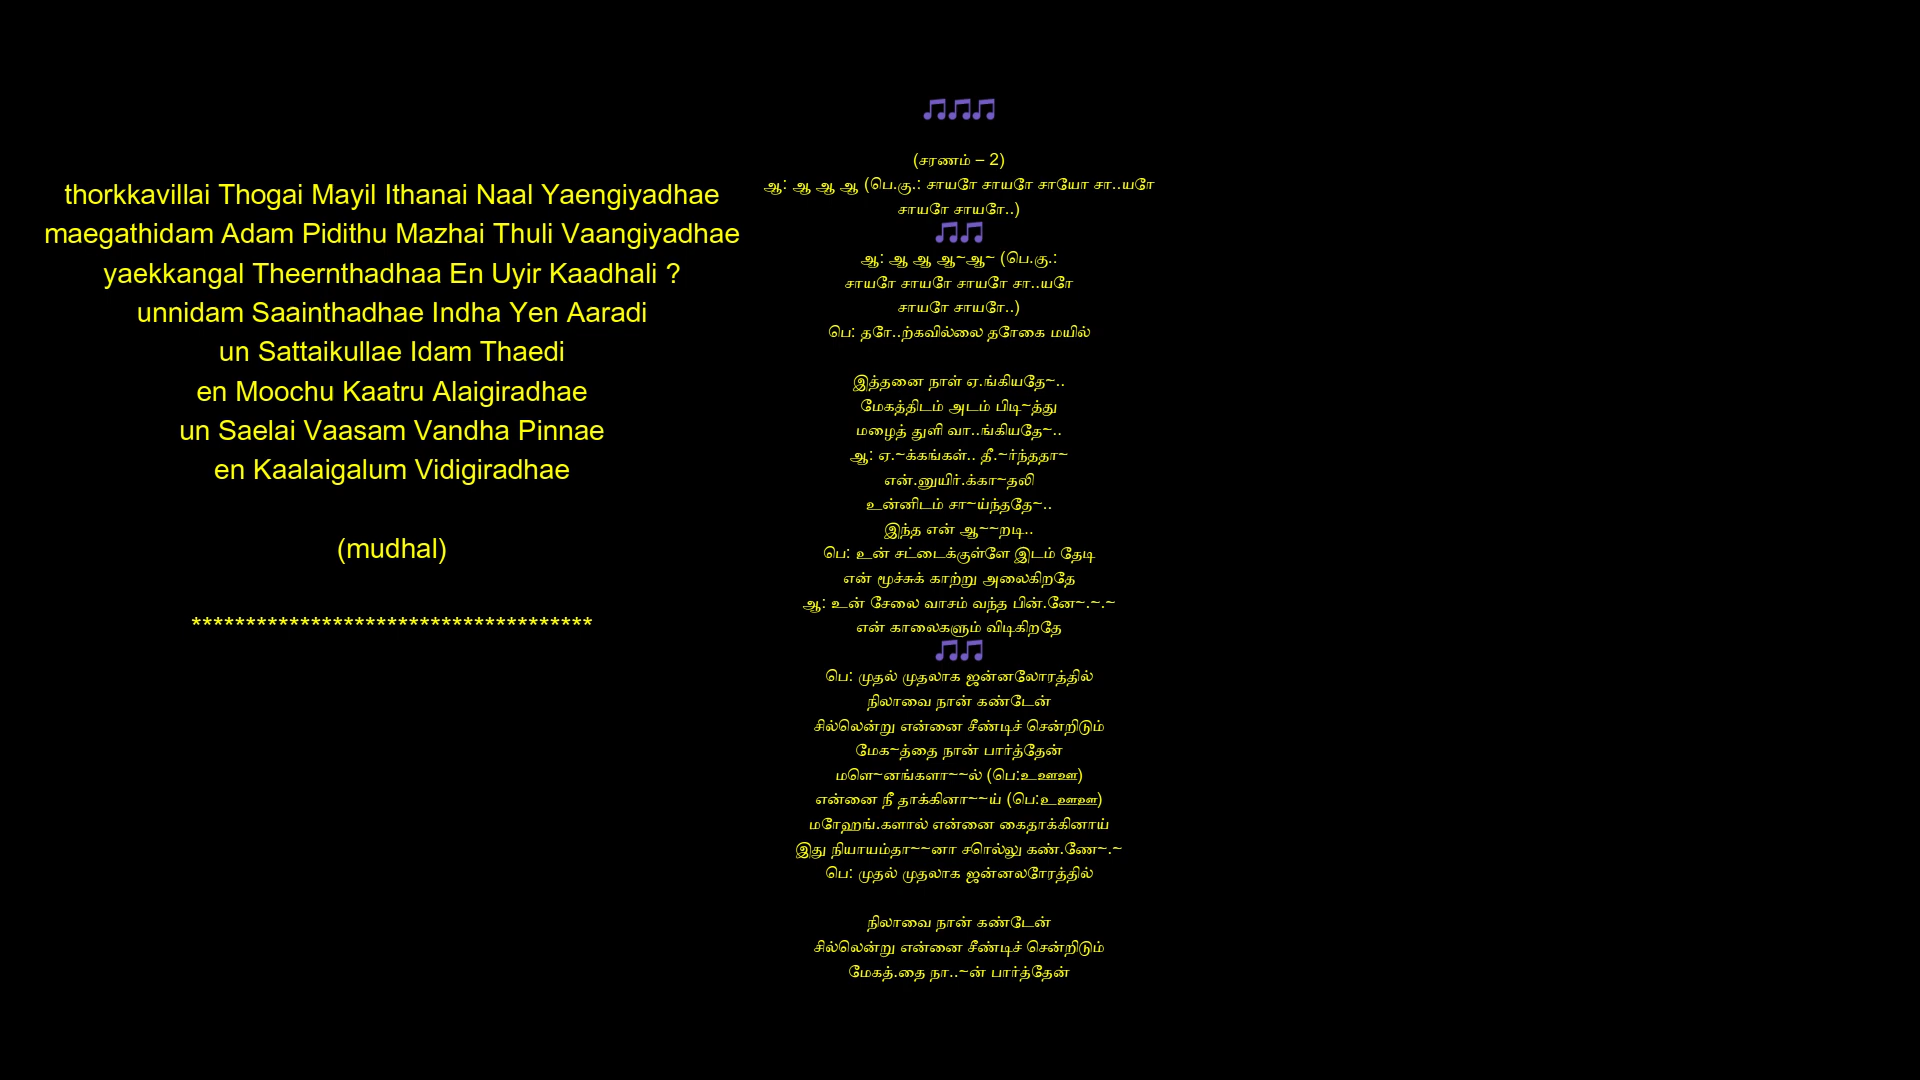 thorkkavillai Thogai Mayil Ithanai Naal Yaengiyadhae
maegathidam Adam Pidithu Mazhai Thuli Vaangiyadhae
yaekkangal Theernthadhaa En Uyir Kaadhali ?
unnidam Saainthadhae Indha Yen Aaradi
un Sattaikullae Idam Thaedi
en Moochu Kaatru Alaigiradhae
un Saelai Vaasam Vandha Pinnae
en Kaalaigalum Vidigiradhae
(mudhal)
*************************************
🎵🎵🎵
(சரணம் – 2)
ஆ: ஆ ஆ ஆ (பெ.கு.: சாயரே சாயரே சாயோ சா..யரே
சாயரே சாயரே..)
🎵🎵
ஆ: ஆ ஆ ஆ~ஆ~ (பெ.கு.:
சாயரே சாயரே சாயரே சா..யரே
சாயரே சாயரே..)
பெ: தாே..ற்கவில்லை தாேகை மயில்
இத்தனை நாள் ஏ.ங்கியதே~..
மேகத்திடம் அடம் பிடி~த்து
மழைத் துளி வா..ங்கியதே~..
ஆ: ஏ.~க்கங்கள்.. தீ.~ர்ந்ததா~
என்.னுயிர்.க்கா~தலி
உன்னிடம் சா~ய்ந்ததே~..
இந்த என் ஆ~~றடி..
பெ: உன் சட்டைக்குள்ளே இடம் தேடி
என் மூச்சுக் காற்று அலைகிறதே
ஆ: உன் சேலை வாசம் வந்த பின்.னே~.~.~
என் காலைகளும் விடிகிறதே
🎵🎵
பெ: முதல் முதலாக ஜன்னலோரத்தில்
நிலாவை நான் கண்டேன்
சில்லென்று என்னை சீண்டிச் சென்றிடும்
மேக~த்தை நான் பார்த்தேன்
மளெ~னங்களா~~ல் (பெ:உஊஊ)
என்னை நீ தாக்கினா~~ய் (பெ:உஊஊ)
மாேஹங்.களால் என்னை கைதாக்கினாய்
இது நியாயம்தா~~னா சாெல்லு கண்.ணே~.~
பெ: முதல் முதலாக ஜன்னலாேரத்தில்
நிலாவை நான் கண்டேன்
சில்லென்று என்னை சீண்டிச் சென்றிடும்
மேகத்.தை நா..~ன் பார்த்தேன்